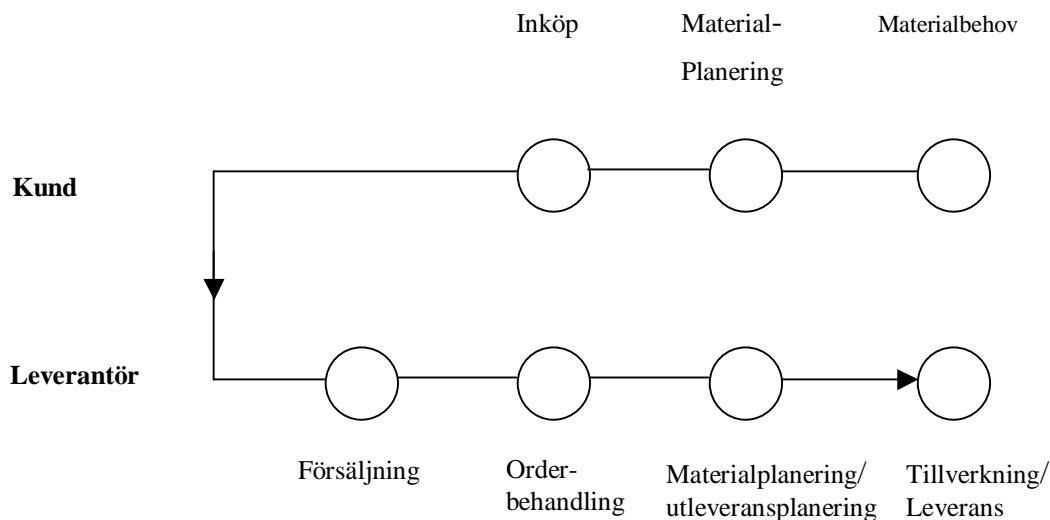 Inköp
Material-
Planering
Materialbehov
Kund
Leverantör
Försäljning
Order-
behandling
Materialplanering/
utleveransplanering
Tillverkning/
Leverans